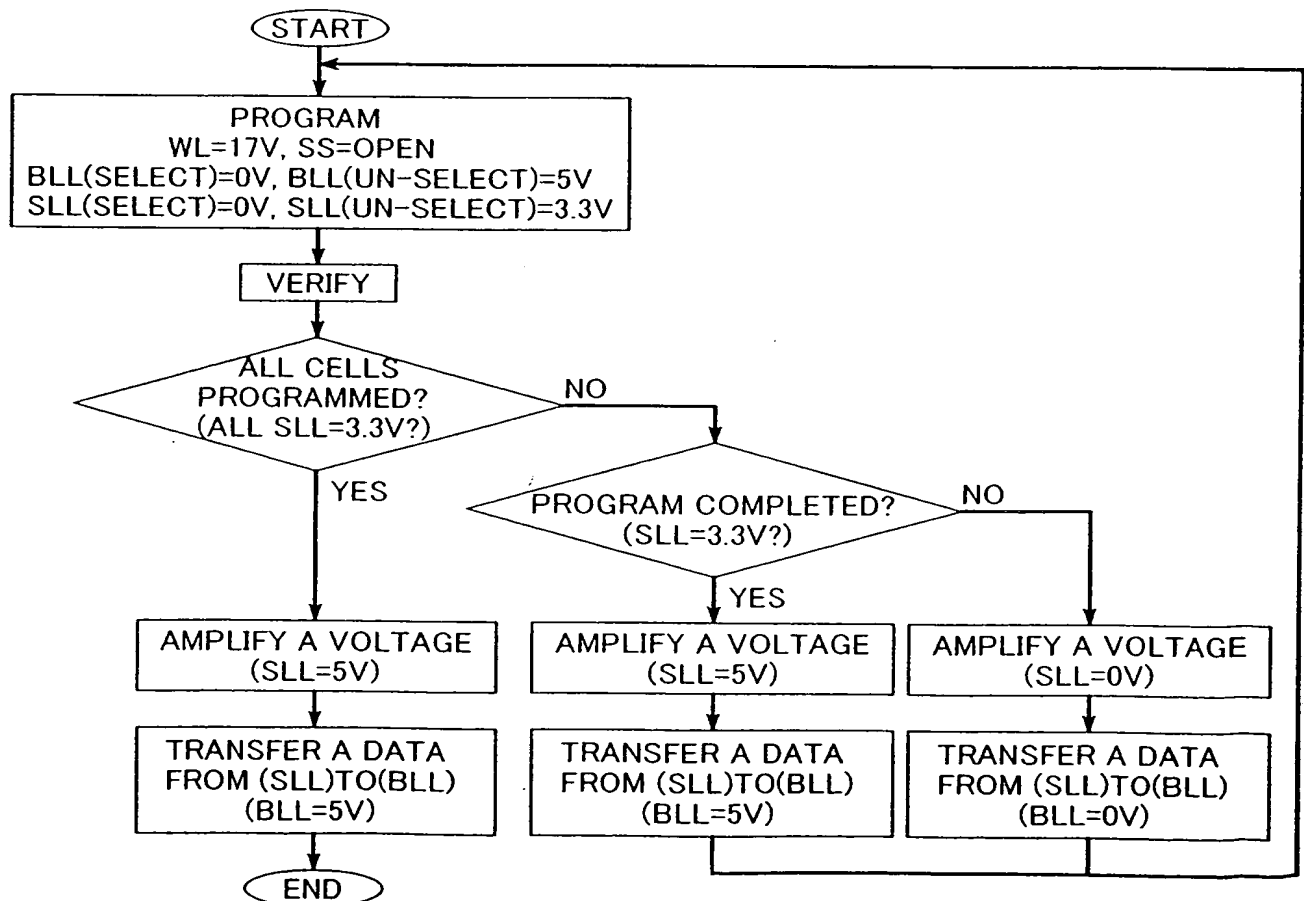 START
PROGRAM
WL=17V, SS=OPEN
BLL(SELECT)=0V, BLL(UN-SELECT)=5V
SLL(SELECT)=0V, SLL(UN-SELECT)=3.3V
VERIFY
ALL CELLS
PROGRAMMED?
(ALL SLL=3.3V?)
NO
YES
PROGRAM COMPLETED?
(SLL=3.3V?)
NO
YES
AMPLIFY A VOLTAGE
(SLL=5V)
AMPLIFY A VOLTAGE
(SLL=5V)
AMPLIFY A VOLTAGE
(SLL=0V)
TRANSFER A DATA
FROM (SLL)TO(BLL)
(BLL=5V)
TRANSFER A DATA
FROM (SLL)TO(BLL)
(BLL=5V)
TRANSFER A DATA
FROM (SLL)TO(BLL)
(BLL=0V)
END